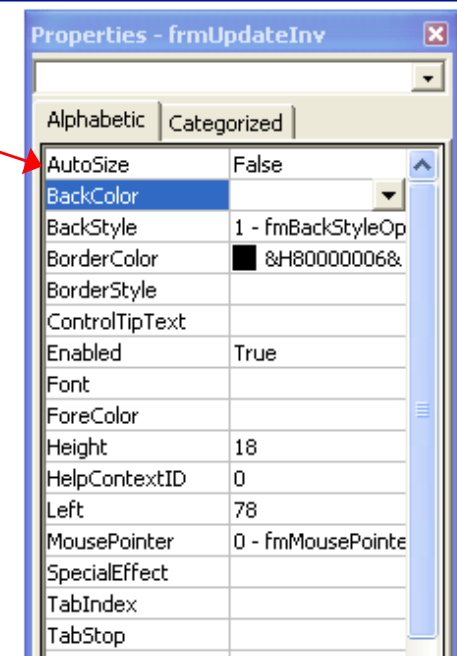 Properties - frmUpdateInv
Alphabetic Categorized
AutoSize False
BackColor
BackStyle 1 - fmBackStyleOp
BorderColor &H80000006&
BorderStyle
ControlTipText
Enabled True
Font
ForeColor
Height 18
HelpContextID 0
Left 78
MousePointer 0 - fmMousePointe
SpecialEffect
TabIndex
TabStop